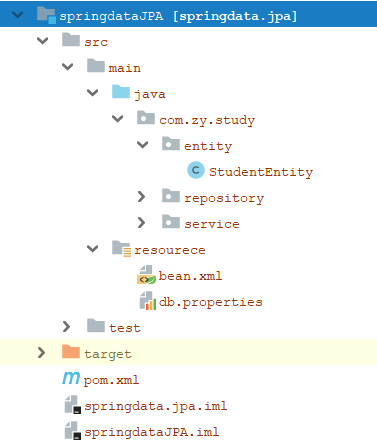 springdataJPA [springdata.jpa]
src
main
java
com.zy.study
entity
StudentEntity
repository
service
resourece
bean.xml
db.properties
test
target
pom.xml
springdata.jpa.iml
springdataJPA.iml